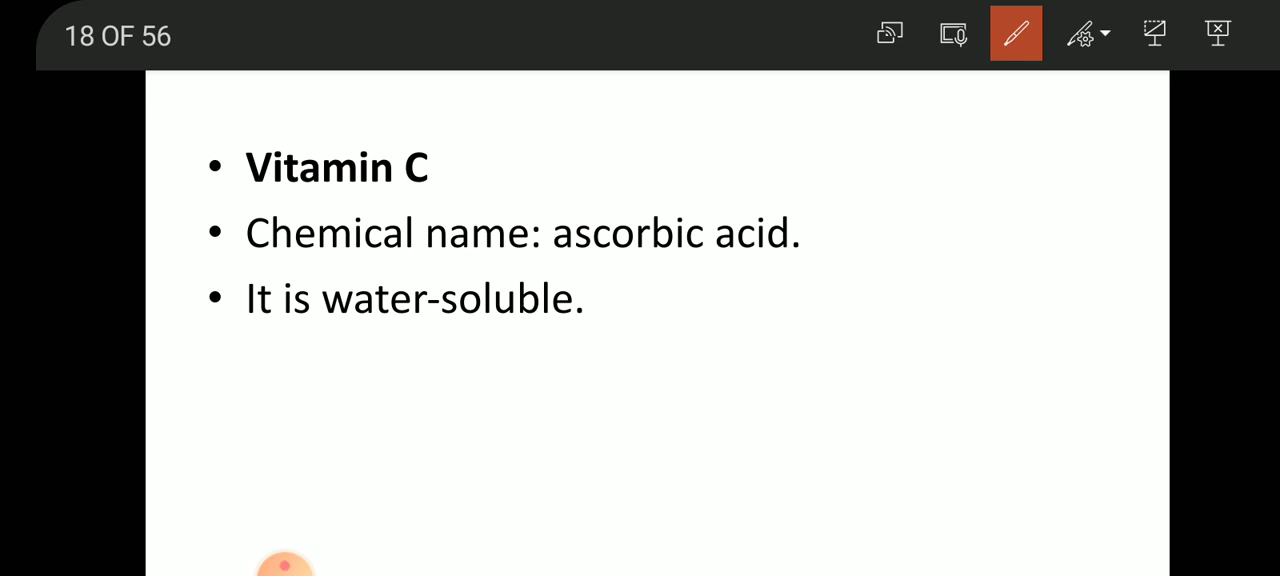 18 OF 56
• Vitamin C
• Chemical name: ascorbic acid.
• It is water-soluble.